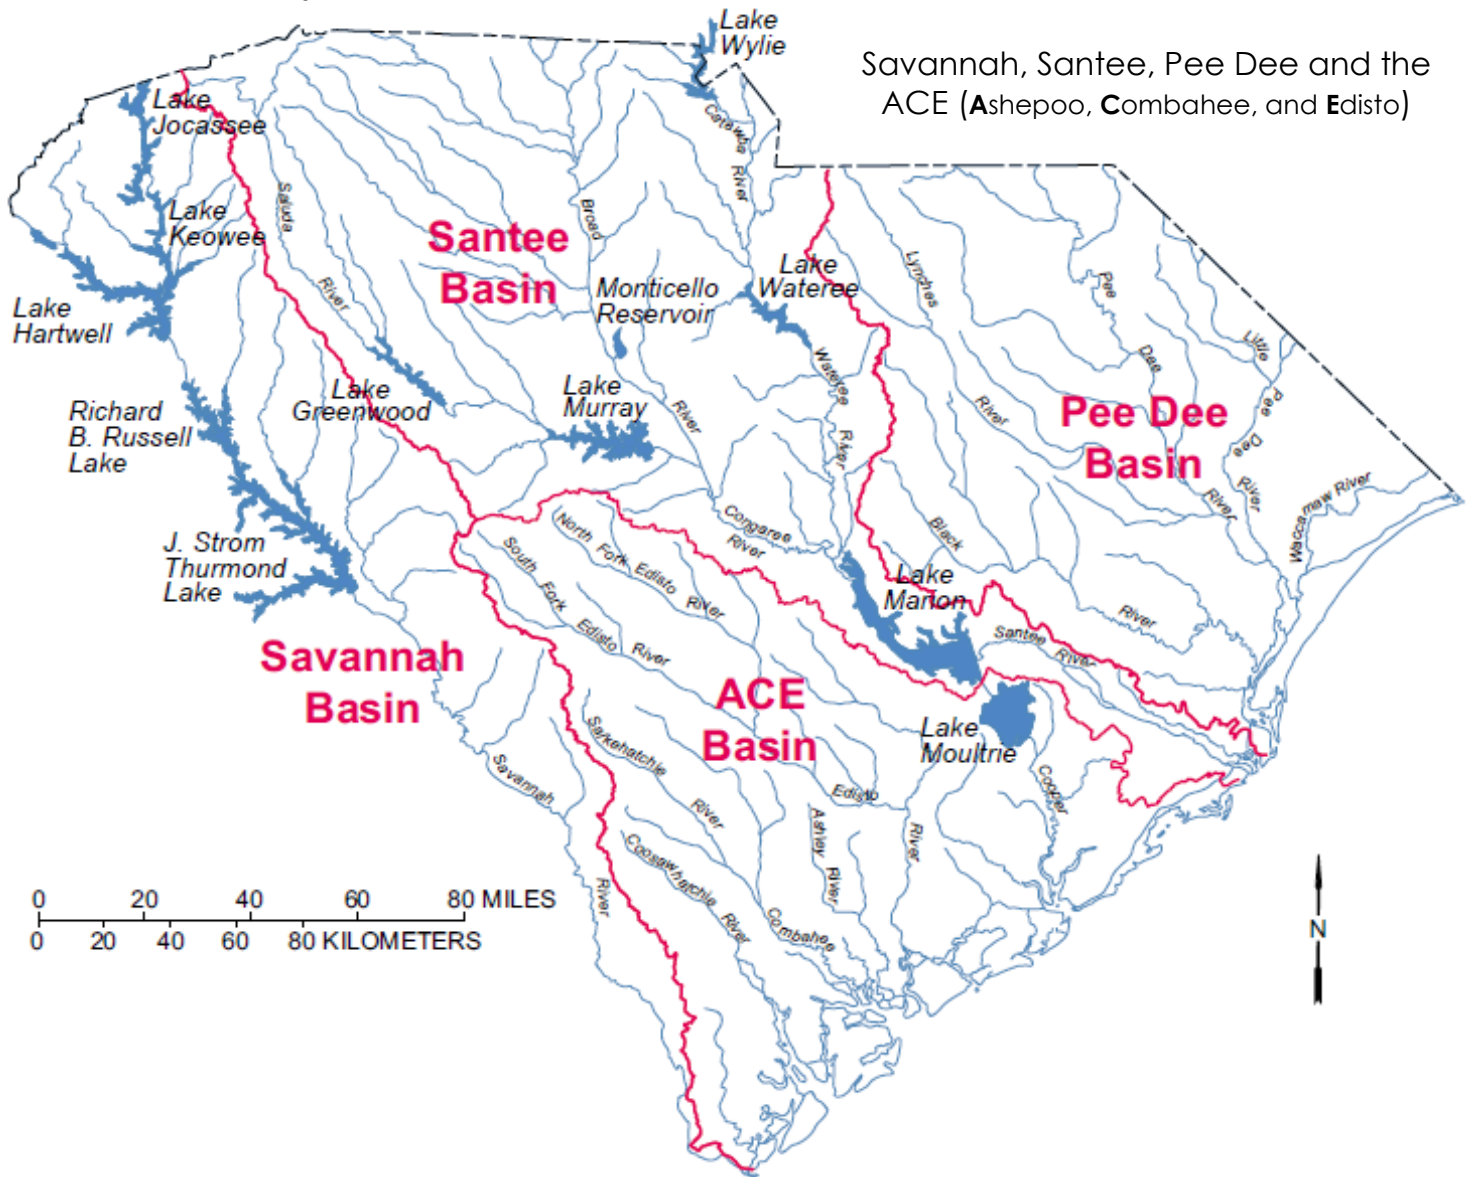 Savannah, Santee, Pee Dee and the
ACE (Ashepoo, Combahee, and Edisto)
Lake
Wylie
Lake
Jocassee
Catawba
River
Saluda
River
Lake
Keowee
Santee
Basin
Broad
River
Lake
Hartwell
Monticello
Reservoir
Lake
Wateree
Lynches
River
Pee
Dee
River
Little
Pee
Dee
River
Wateree
River
Richard
B. Russell
Lake
Lake
Greenwood
Lake
Murray
Pee Dee
Basin
Waccamaw River
J. Strom
Thurmond
Lake
Congaree
River
Black
River
North Fork Edisto River
South Fork Edisto River
Lake
Marion
Santee
River
Savannah
Basin
ACE
Basin
Lake
Moultrie
Cooper
Savannah
River
Salkehatchie
River
Edisto
River
Ashley
River
Coosawhatchie
River
Combahee
0 20 40 60 80 MILES
0 20 40 60 80 KILOMETERS
N